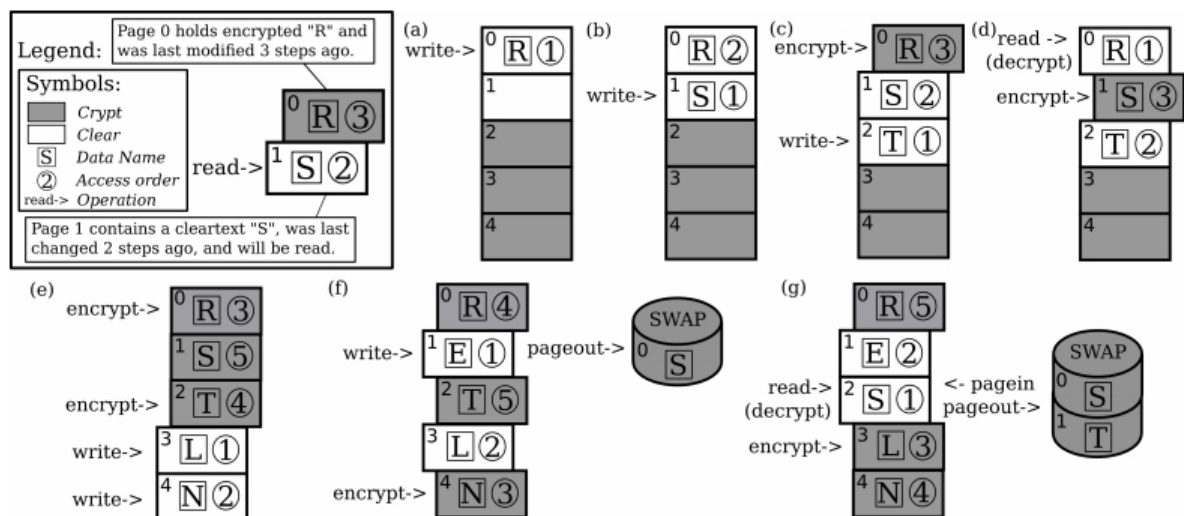 Legend:
Page 0 holds encrypted "R" and
was last modified 3 steps ago.
Symbols:
Crypt
Clear
S Data Name
2 Access order
read-> Operation
0 R 3
read-> 1 S 2
Page 1 contains a cleartext "S", was last
changed 2 steps ago, and will be read.
(a)
write-> 0 R 1
1
2
3
4
(b)
0 R 2
write-> 1 S 1
2
3
4
(c)
encrypt-> 0 R 3
1 S 2
write-> 2 T 1
3
4
(d)
read -> 0 R 1
(decrypt)
encrypt-> 1 S 3
2 T 2
3
4
(e)
encrypt-> 0 R 3
1 S 5
encrypt-> 2 T 4
write-> 3 L 1
write-> 4 N 2
(f)
0 R 4
write-> 1 E 1
2 T 5
3 L 2
encrypt-> 4 N 3
pageout->
SWAP
0 S
(g)
0 R 5
1 E 2
read-> 2 S 1
(decrypt)
encrypt-> 3 L 3
4 N 4
<- pagein
pageout->
SWAP
0 S
1 T